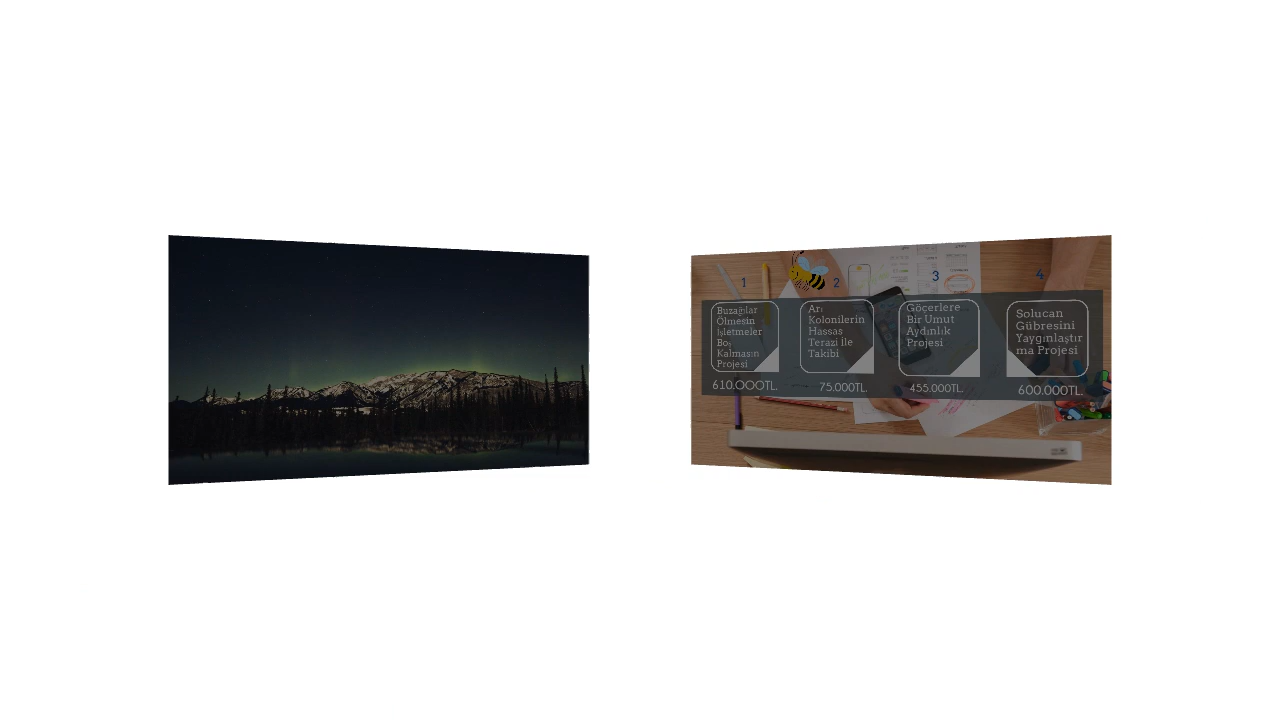 1
2
3
4
Buzağılar
Ölmesin
İşletmeler
Boş
Kalmasın
Projesi
Arı
Kolonilerin
Hassas
Terazi İle
Takibi
Göçerlere
Bir Umut
Aydınlık
Projesi
Solucan
Gübresini
Yaygınlaştır
ma Projesi
610.000TL.
75.000TL.
455.000TL.
600.000TL.